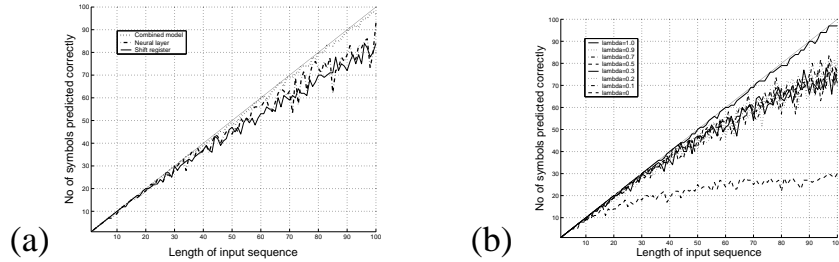 (a)
No of symbols predicted correctly
100
90
80
70
60
50
40
30
20
10
Combined model
Neural layer
Shift register
10 20 30 40 50 60 70 80 90 100
Length of input sequence
(b)
No of symbols predicted correctly
100
90
80
70
60
50
40
30
20
10
lambda=1.0
lambda=0.9
lambda=0.7
lambda=0.5
lambda=0.3
lambda=0.2
lambda=0.1
lambda=0
10 20 30 40 50 60 70 80 90 100
Length of input sequence